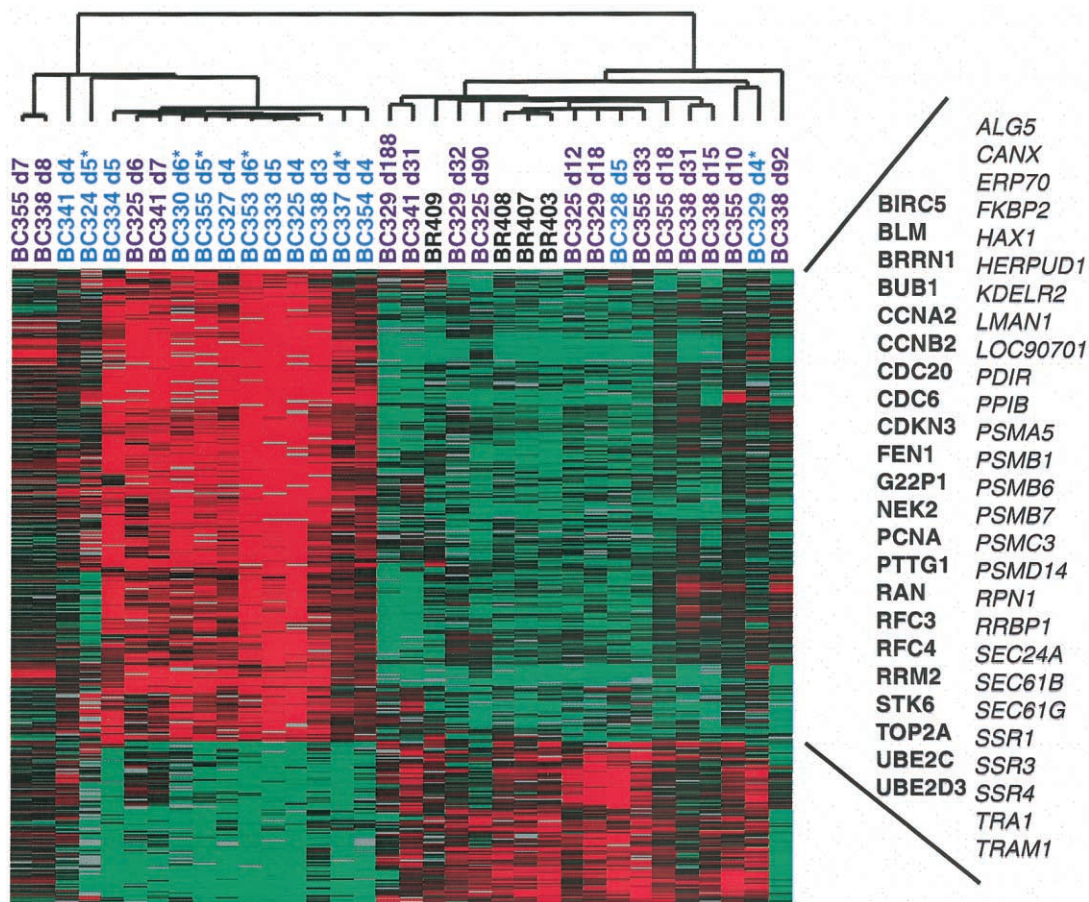 BC355 d7
BC338 d8
BC341 d4
BC324 d5*
BC334 d5
BC325 d6
BC341 d7
BC330 d6*
BC355 d5*
BC327 d4
BC353 d6*
BC333 d5
BC325 d4
BC338 d3
BC337 d4*
BC354 d4
BC329 d188
BC341 d31
BR409
BC329 d32
BC325 d90
BR408
BR407
BR403
BC325 d12
BC329 d18
BC328 d5
BC355 d33
BC355 d18
BC338 d31
BC338 d15
BC355 d10
BC329 d4*
BC338 d92
BIRC5
BLM
BRRN1
BUB1
CCNA2
CCNB2
CDC20
CDC6
CDKN3
FEN1
G22P1
NEK2
PCNA
PTTG1
RAN
RFC3
RFC4
RRM2
STK6
TOP2A
UBE2C
UBE2D3
ALG5
CANX
ERP70
FKBP2
HAX1
HERPUD1
KDELR2
LMAN1
LOC90701
PDIR
PPIB
PSMA5
PSMB1
PSMB6
PSMB7
PSMC3
PSMD14
RPN1
RRBP1
SEC24A
SEC61B
SEC61G
SSR1
SSR3
SSR4
TRA1
TRAM1